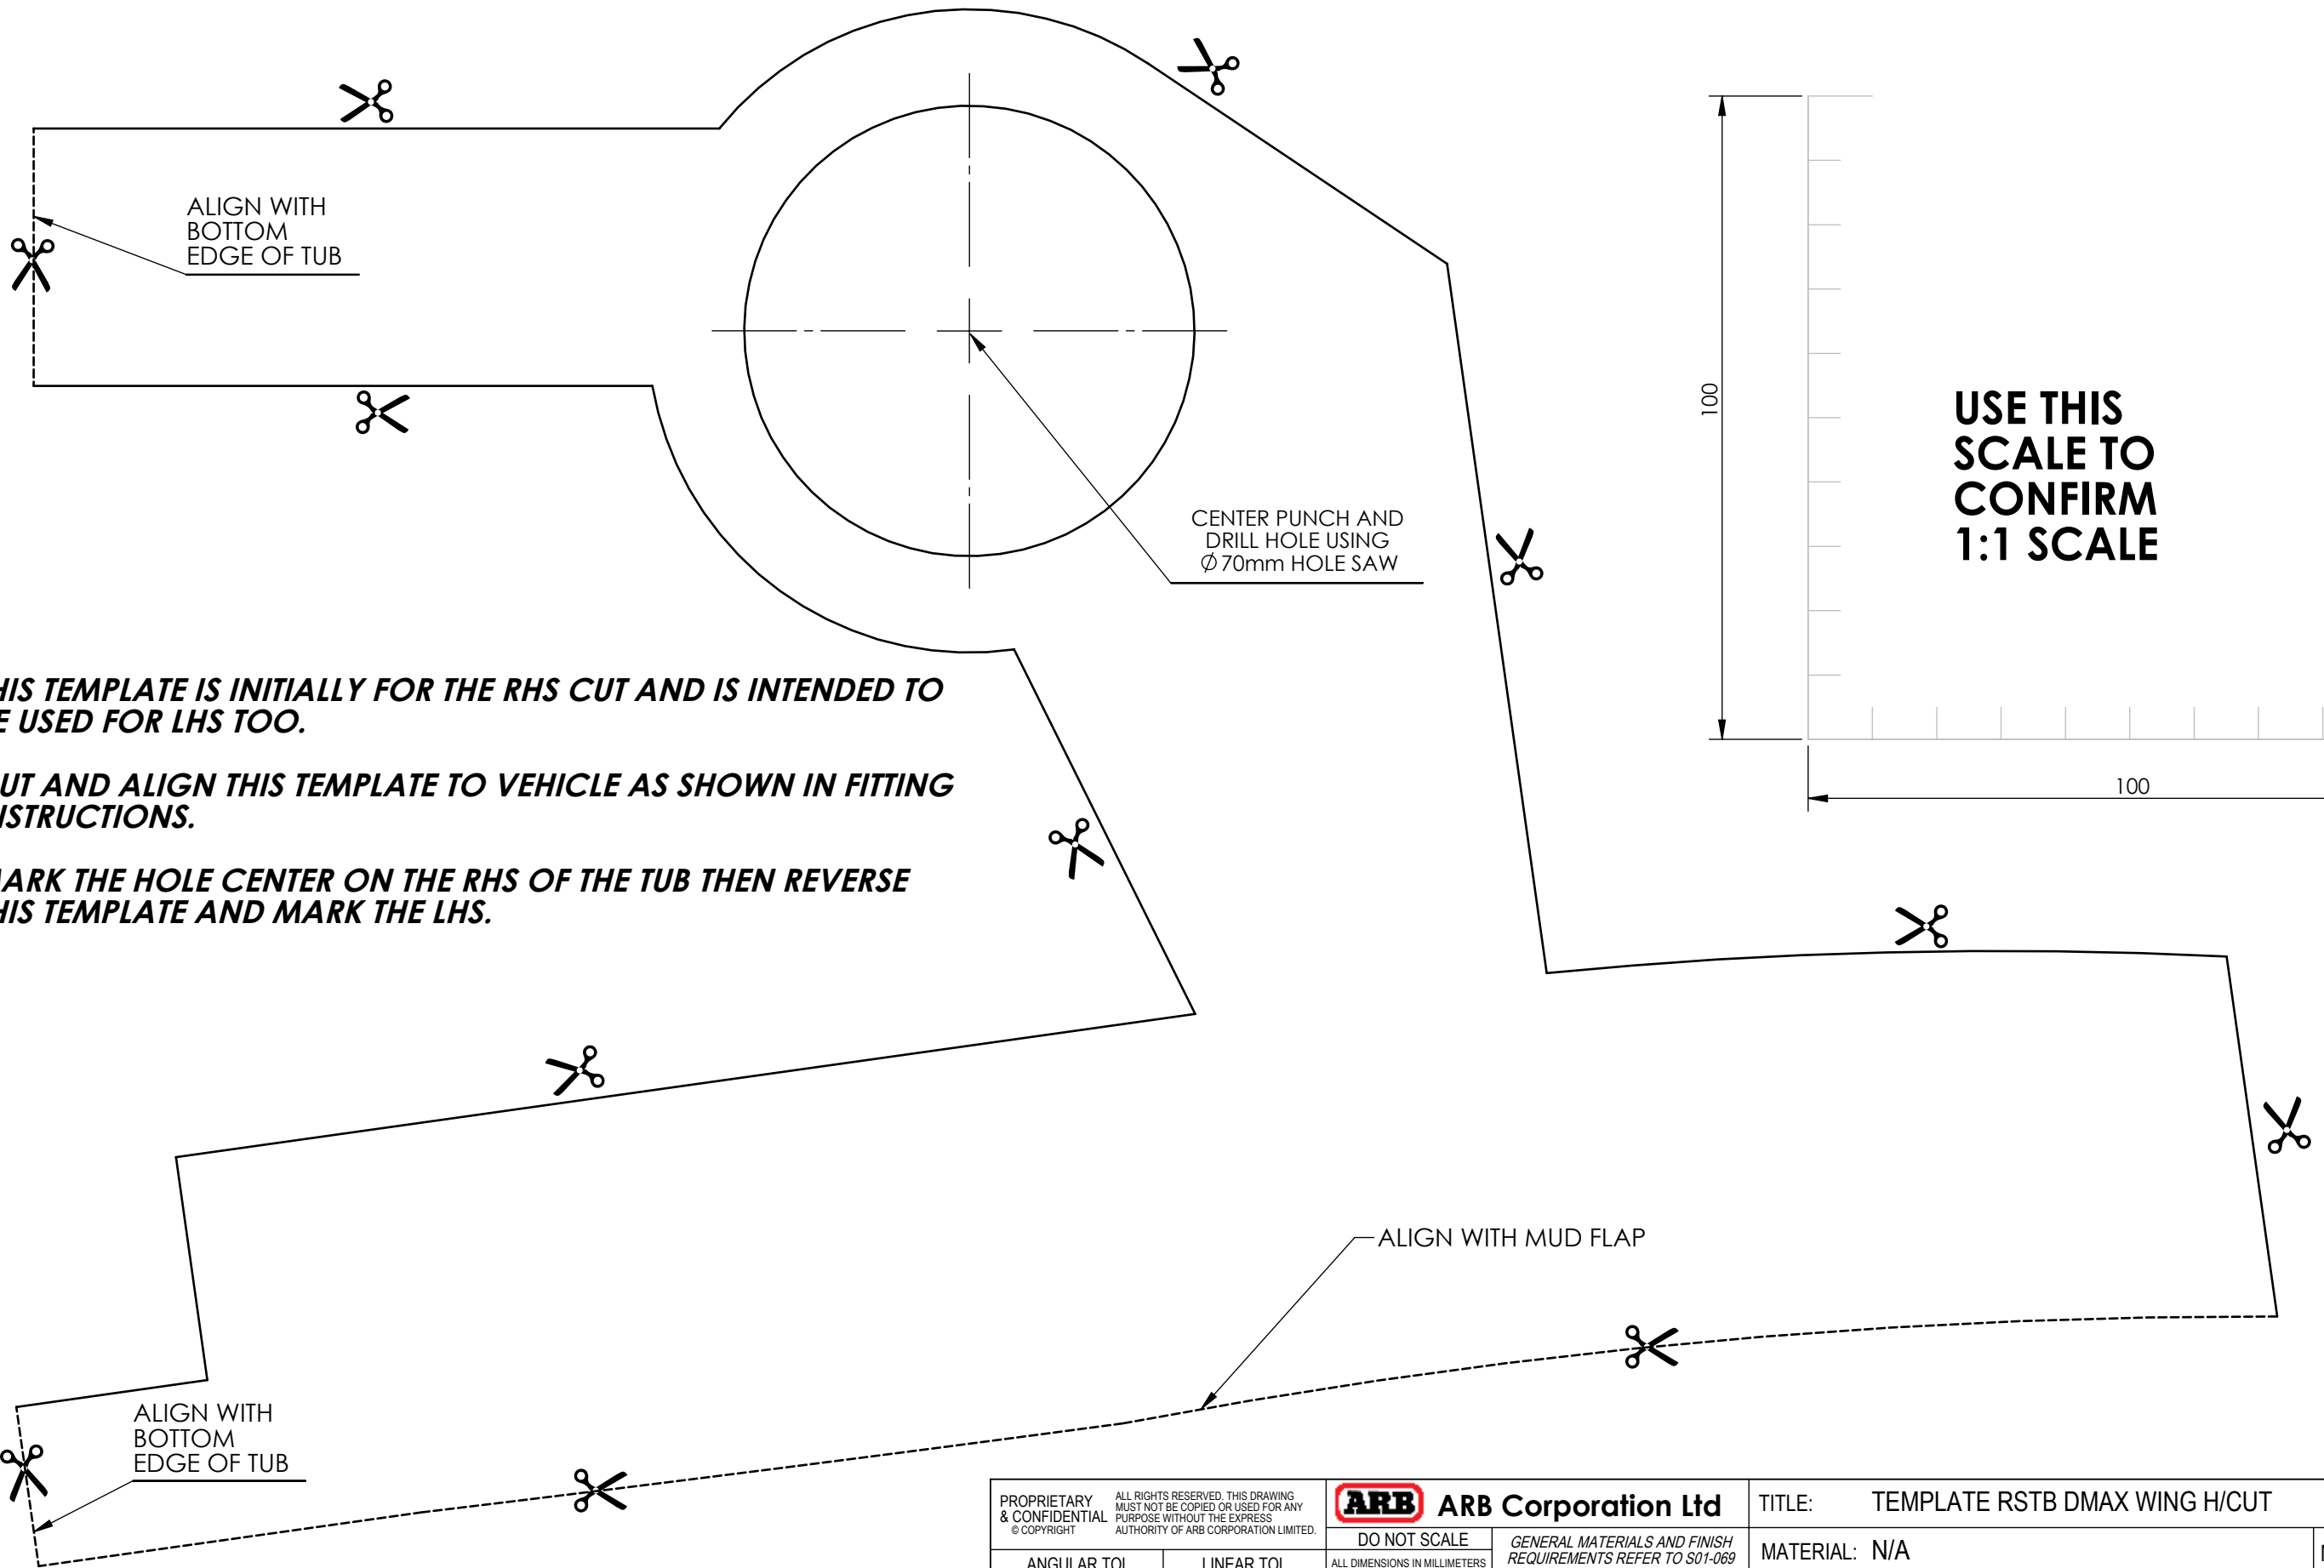 ALIGN WITH
BOTTOM
EDGE OF TUB
100
USE THIS
SCALE TO
CONFIRM
1:1 SCALE
CENTER PUNCH AND
DRILL HOLE USING
Ø70mm HOLE SAW
100
HIS TEMPLATE IS INITIALLY FOR THE RHS CUT AND IS INTENDED TO
E USED FOR LHS TOO.
UT AND ALIGN THIS TEMPLATE TO VEHICLE AS SHOWN IN FITTING
NSTRUCTIONS.
ARK THE HOLE CENTER ON THE RHS OF THE TUB THEN REVERSE
HIS TEMPLATE AND MARK THE LHS.
ALIGN WITH MUD FLAP
ALIGN WITH
BOTTOM
EDGE OF TUB
PROPRIETARY
& CONFIDENTIAL
© COPYRIGHT
ALL RIGHTS RESERVED. THIS DRAWING
MUST NOT BE COPIED OR USED FOR ANY
PURPOSE WITHOUT THE EXPRESS
AUTHORITY OF ARB CORPORATION LIMITED.
ARB ARB Corporation Ltd
TITLE: TEMPLATE RSTB DMAX WING H/CUT
DO NOT SCALE
GENERAL MATERIALS AND FINISH
REQUIREMENTS REFER TO S01-069
MATERIAL: N/A
ANGULAR TOL
LINEAR TOL
ALL DIMENSIONS IN MILLIMETERS